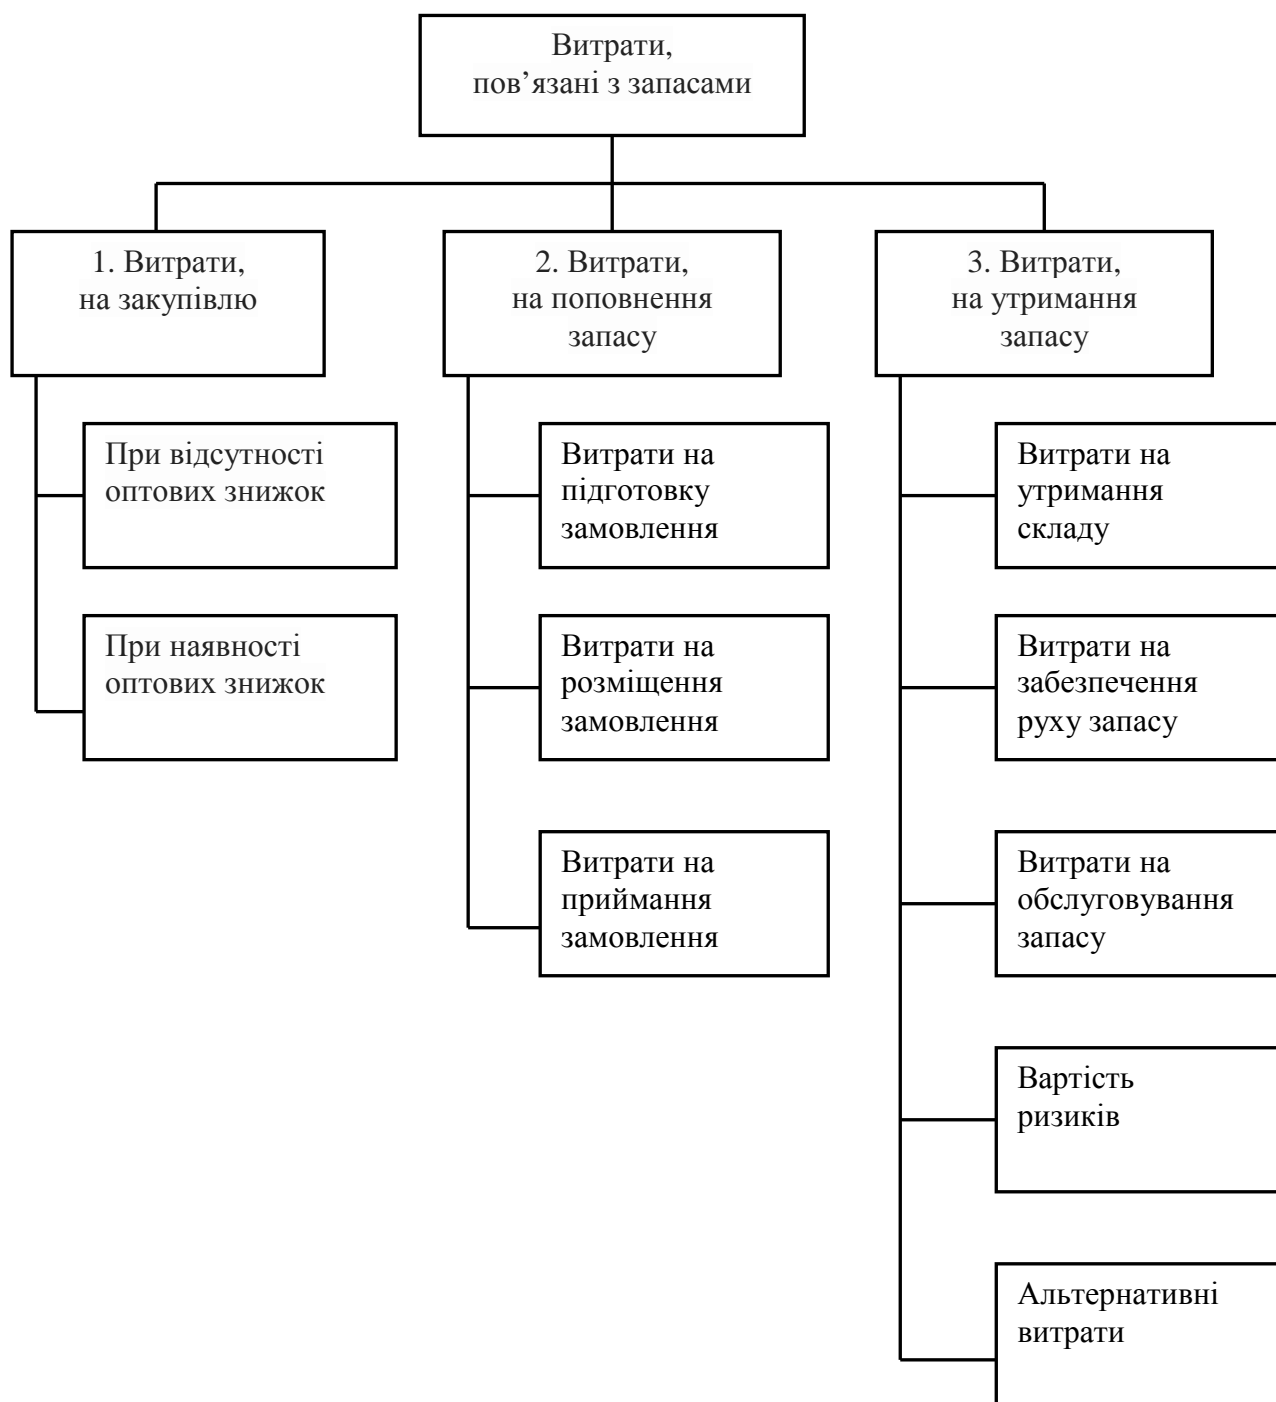 Витрати,
пов’язані з запасами
1. Витрати,
на закупівлю
При відсутності
оптових знижок
При наявності
оптових знижок
2. Витрати,
на поповнення
запасу
Витрати на
підготовку
замовлення
Витрати на
розміщення
замовлення
Витрати на
приймання
замовлення
3. Витрати,
на утримання
запасу
Витрати на
утримання
складу
Витрати на
забезпечення
руху запасу
Витрати на
обслуговування
запасу
Вартість
ризиків
Альтернативні
витрати